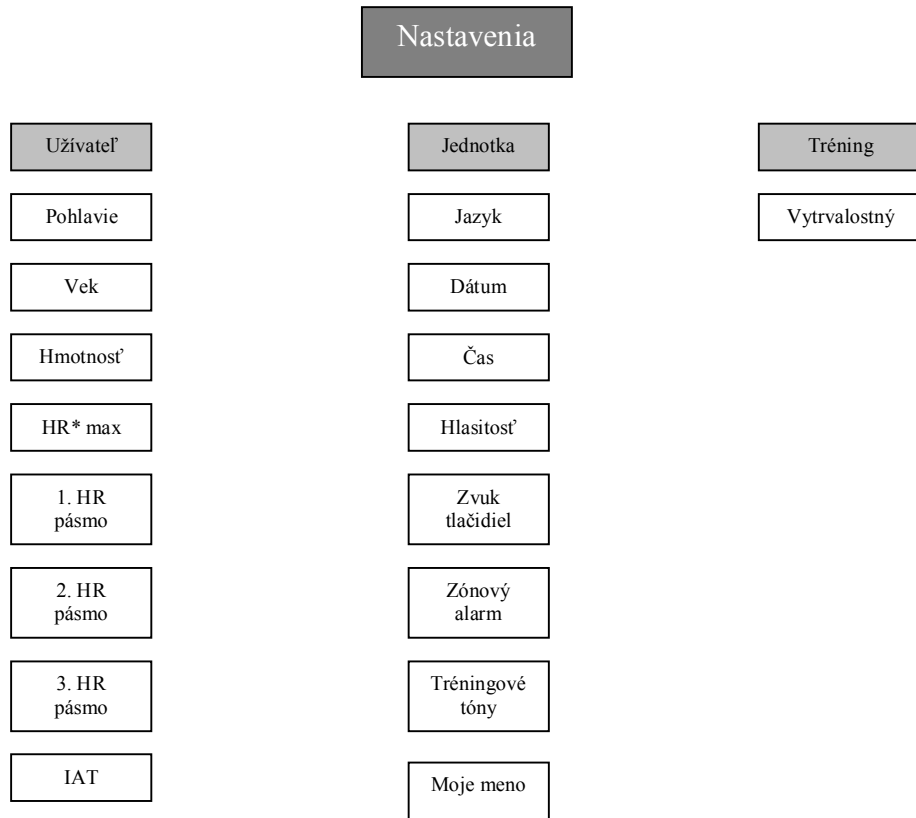 Nastavenia
Užívateľ
Pohlavie
Vek
Hmotnosť
HR* max
1. HR
pásmo
2. HR
pásmo
3. HR
pásmo
IAT
Jednotka
Jazyk
Dátum
Čas
Hlasitosť
Zvuk
tlačidiel
Zónový
alarm
Tréningové
tóny
Moje meno
Tréning
Vytrvalostný